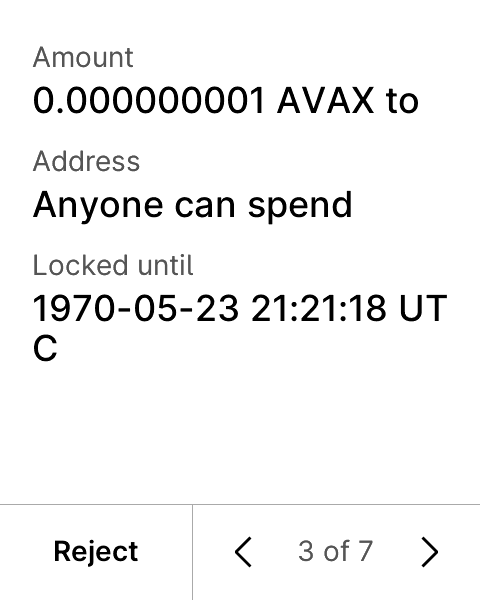 Amount
0.000000001 AVAX to
Address
Anyone can spend
Locked until
1970-05-23 21:21:18 UT
C
Reject
3 of 7